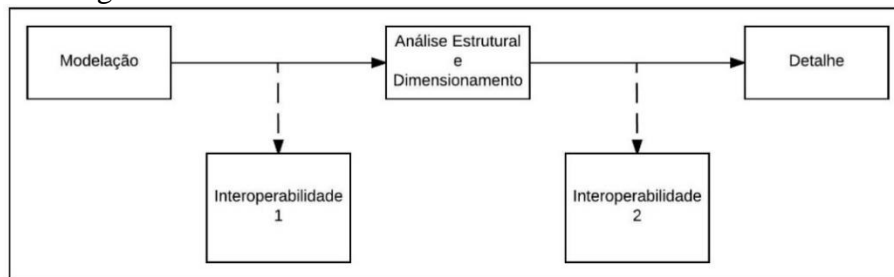 Modelação
Análise Estrutural
e
Dimensionamento
Detalhe
Interoperabilidade
1
Interoperabilidade
2